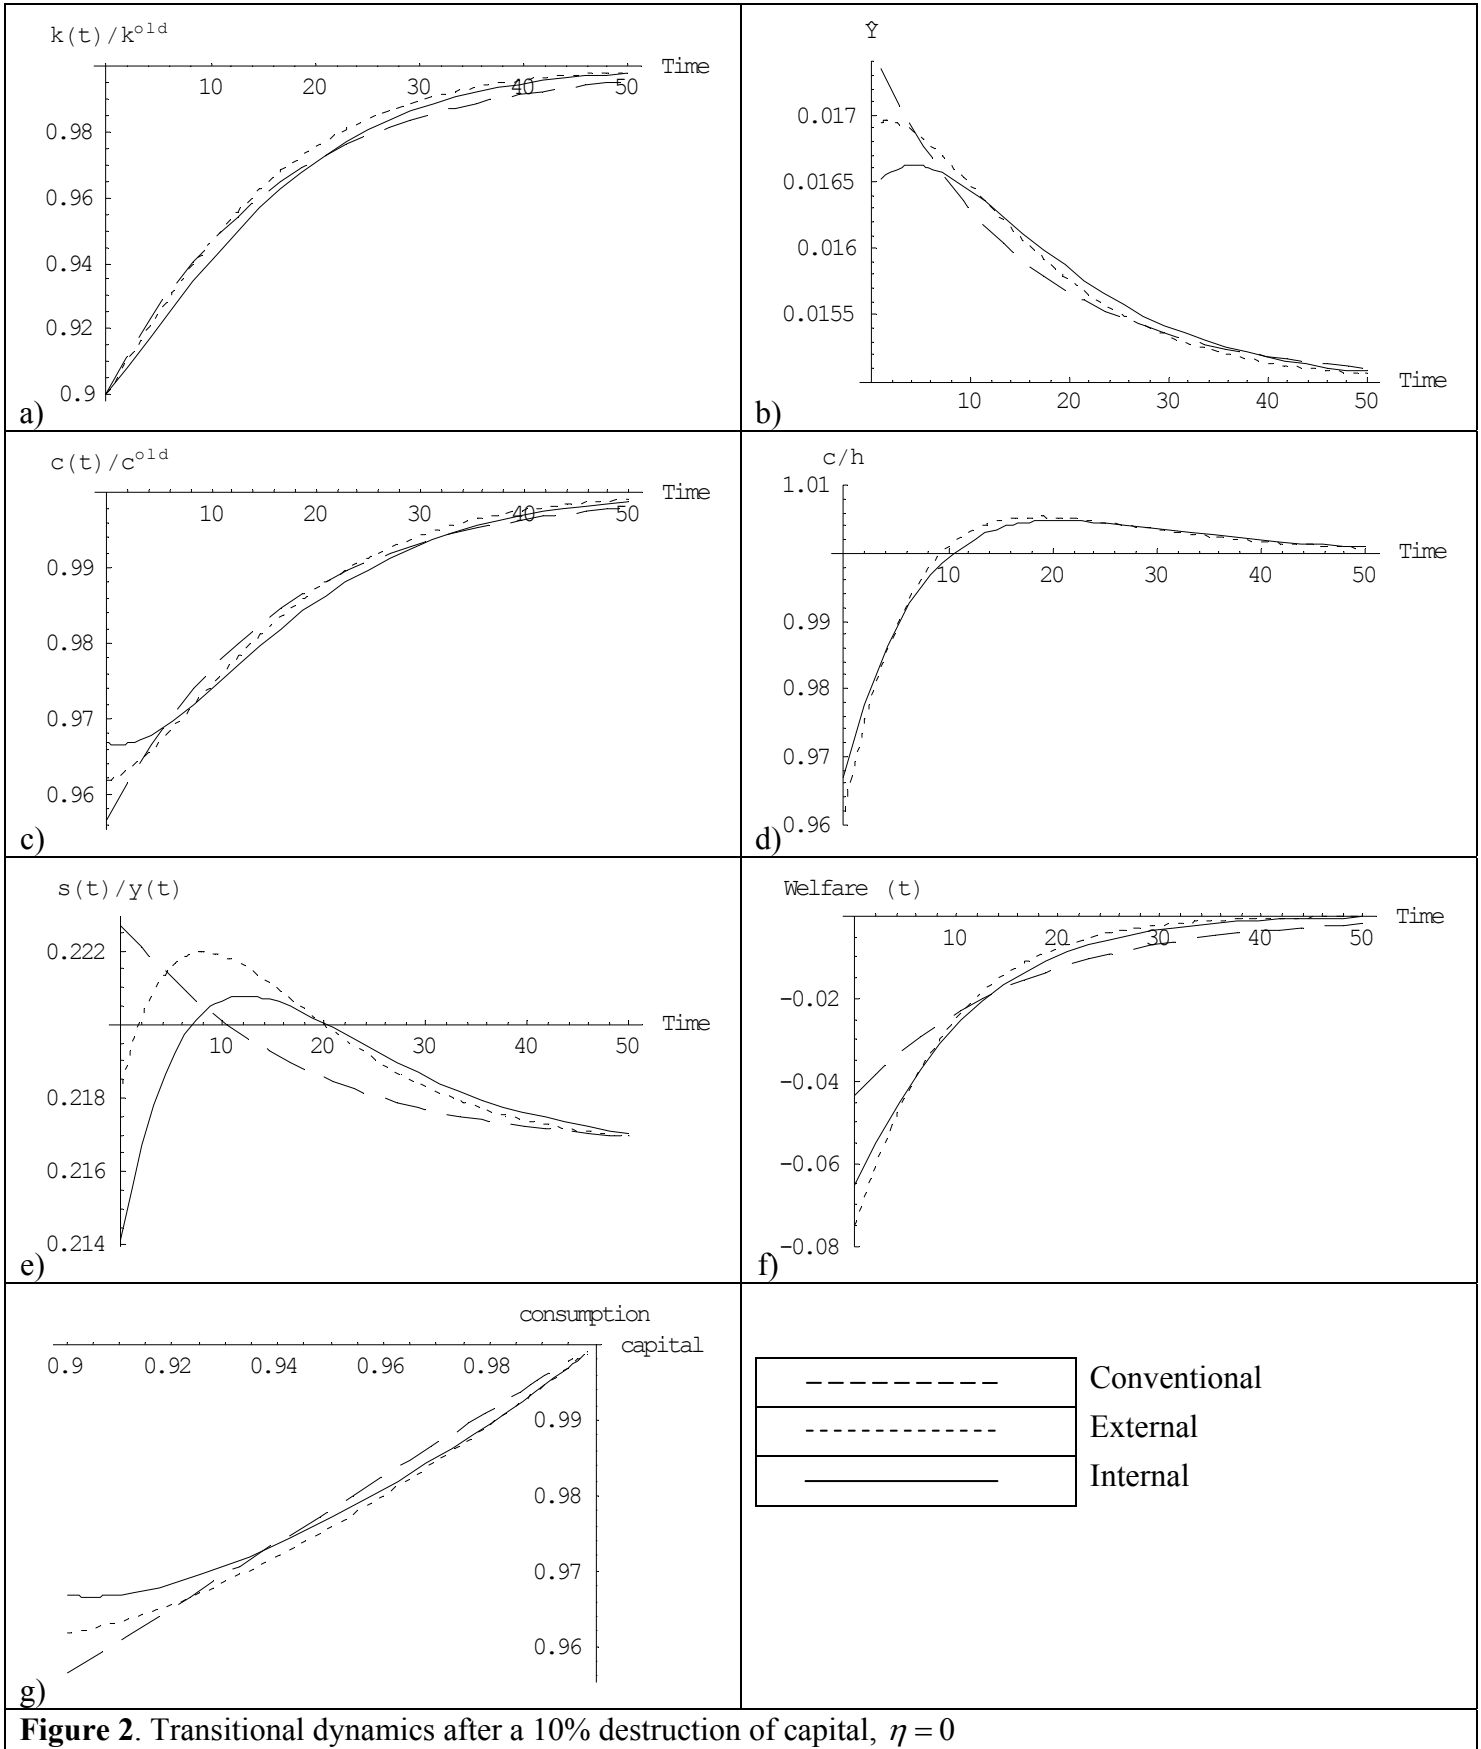 k(t)/k^old
Time
10 20 30 40 50
0.98
0.96
0.94
0.92
0.9
a)
Ŷ
0.017
0.0165
0.016
0.0155
Time
10 20 30 40 50
b)
c(t)/c^old
Time
10 20 30 40 50
0.99
0.98
0.97
0.96
c)
c/h
1.01
Time
10 20 30 40 50
0.99
0.98
0.97
0.96
d)
s(t)/y(t)
0.222
Time
10 20 30 40 50
0.218
0.216
0.214
e)
Welfare (t)
Time
10 20 30 40 50
-0.02
-0.04
-0.06
-0.08
f)
consumption
capital
0.9 0.92 0.94 0.96 0.98
0.99
0.98
0.97
0.96
g)
Conventional
External
Internal
Figure 2. Transitional dynamics after a 10% destruction of capital, η = 0